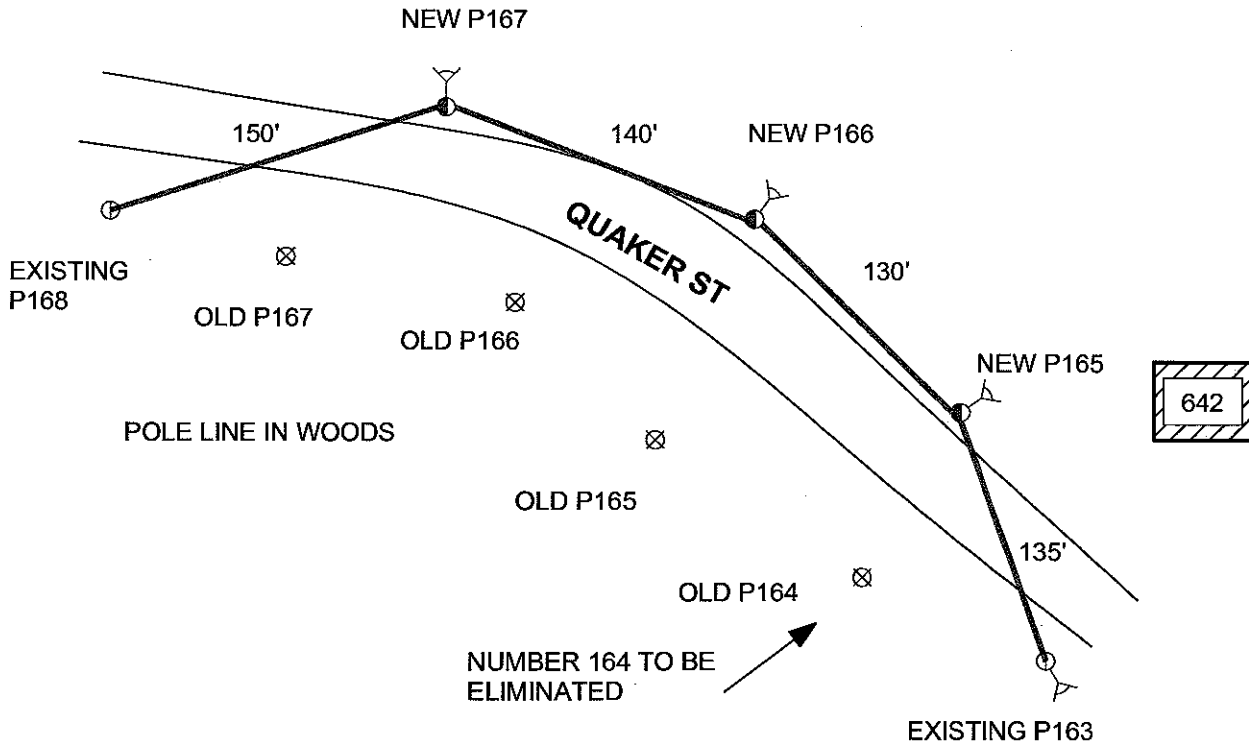 NEW P167
150'
140'
NEW P166
QUAKER ST
130'
EXISTING
P168
OLD P167
OLD P166
NEW P165
642
POLE LINE IN WOODS
OLD P165
135'
OLD P164
NUMBER 164 TO BE
ELIMINATED
EXISTING P163